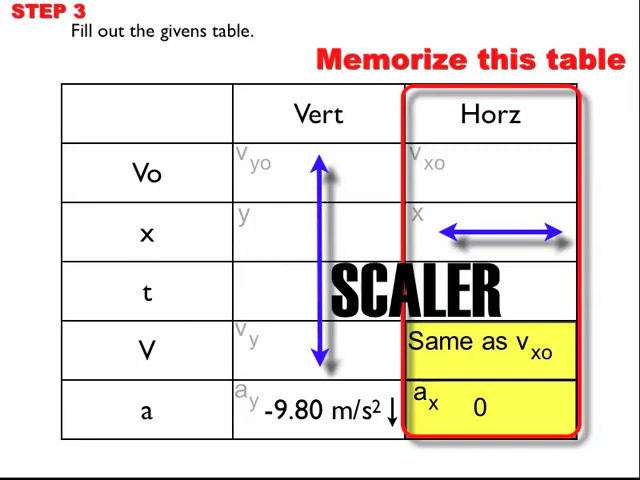 STEP 3
Fill out the givens table.
Memorize this table
Vert Horz
Vo vyo vxo
x y x
t SCALER
V vy Same as vxo
a ay -9.80 m/s²↓ ax 0